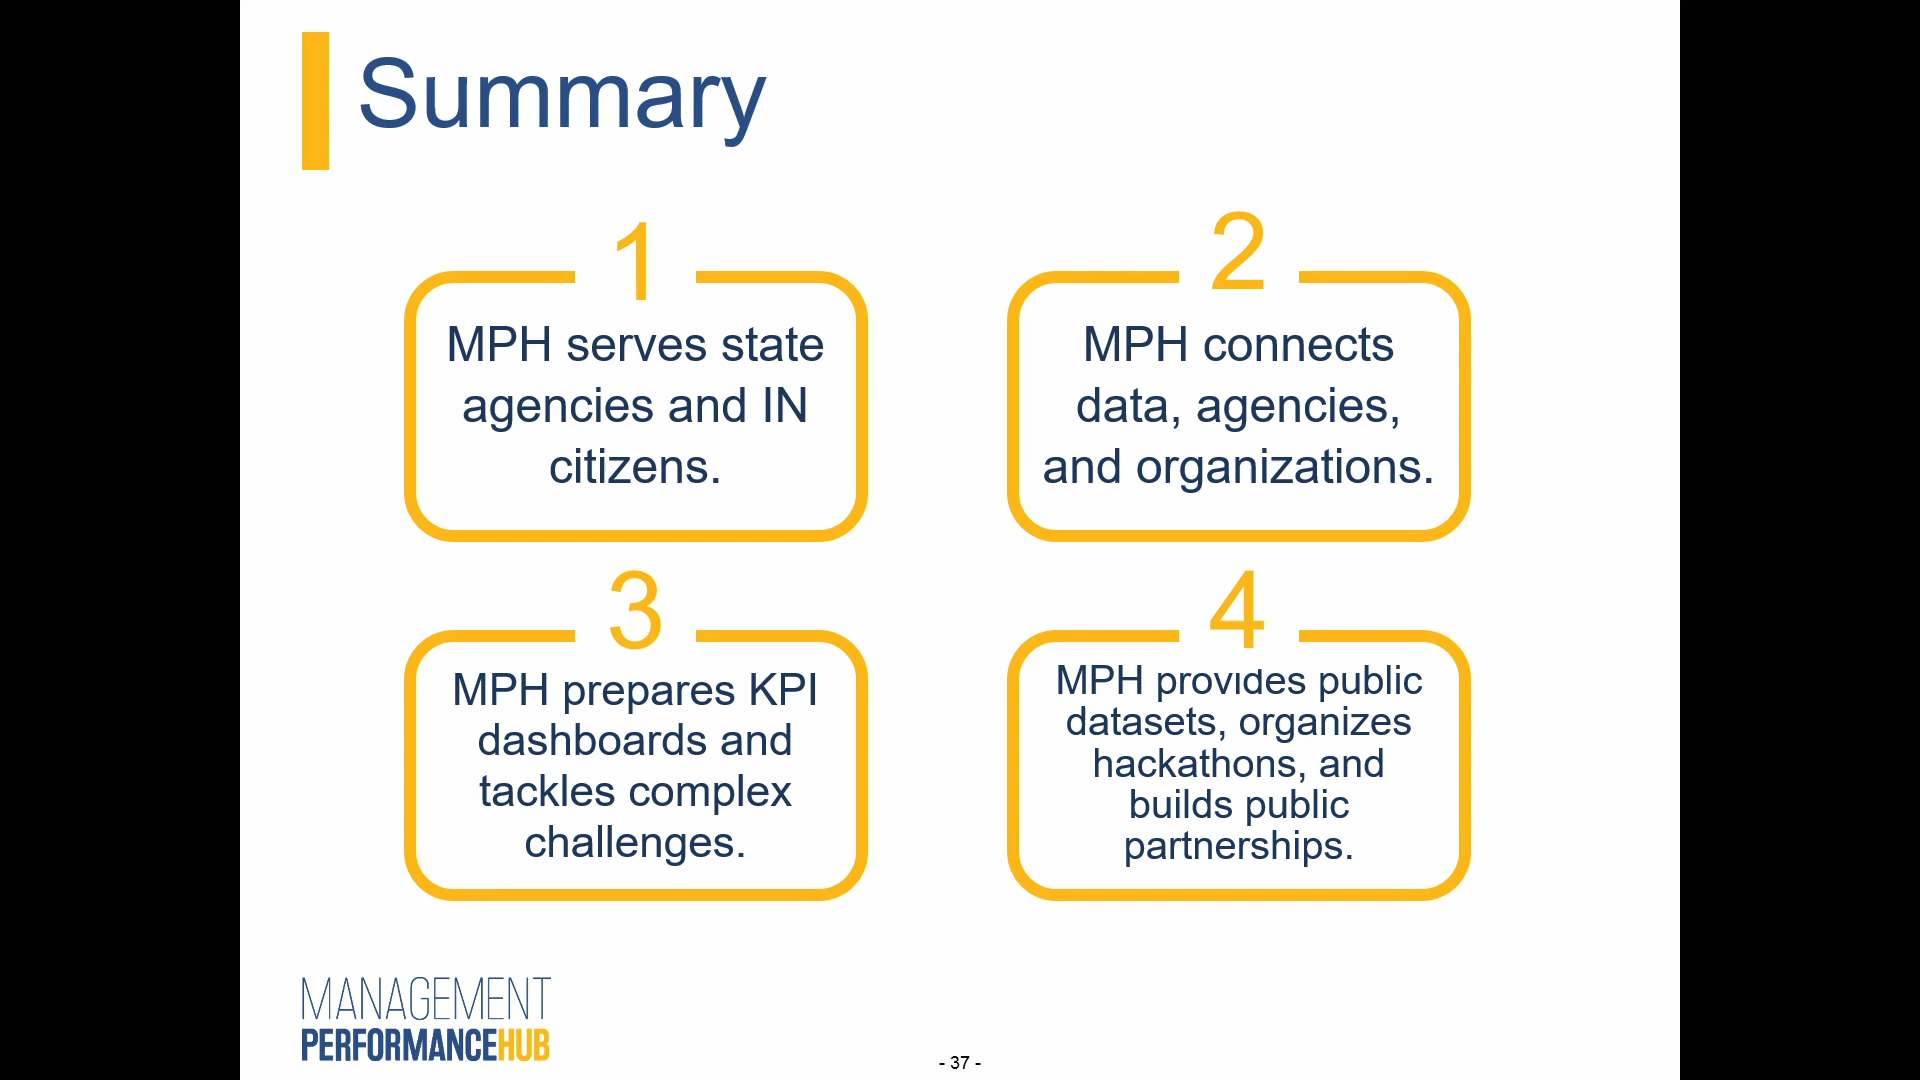 Summary
1
MPH serves state
agencies and IN
citizens.
2
MPH connects
data, agencies,
and organizations.
3
MPH prepares KPI
dashboards and
tackles complex
challenges.
4
MPH provides public
datasets, organizes
hackathons, and
builds public
partnerships.
MANAGEMENT
PERFORMANCEHUB
- 37 -